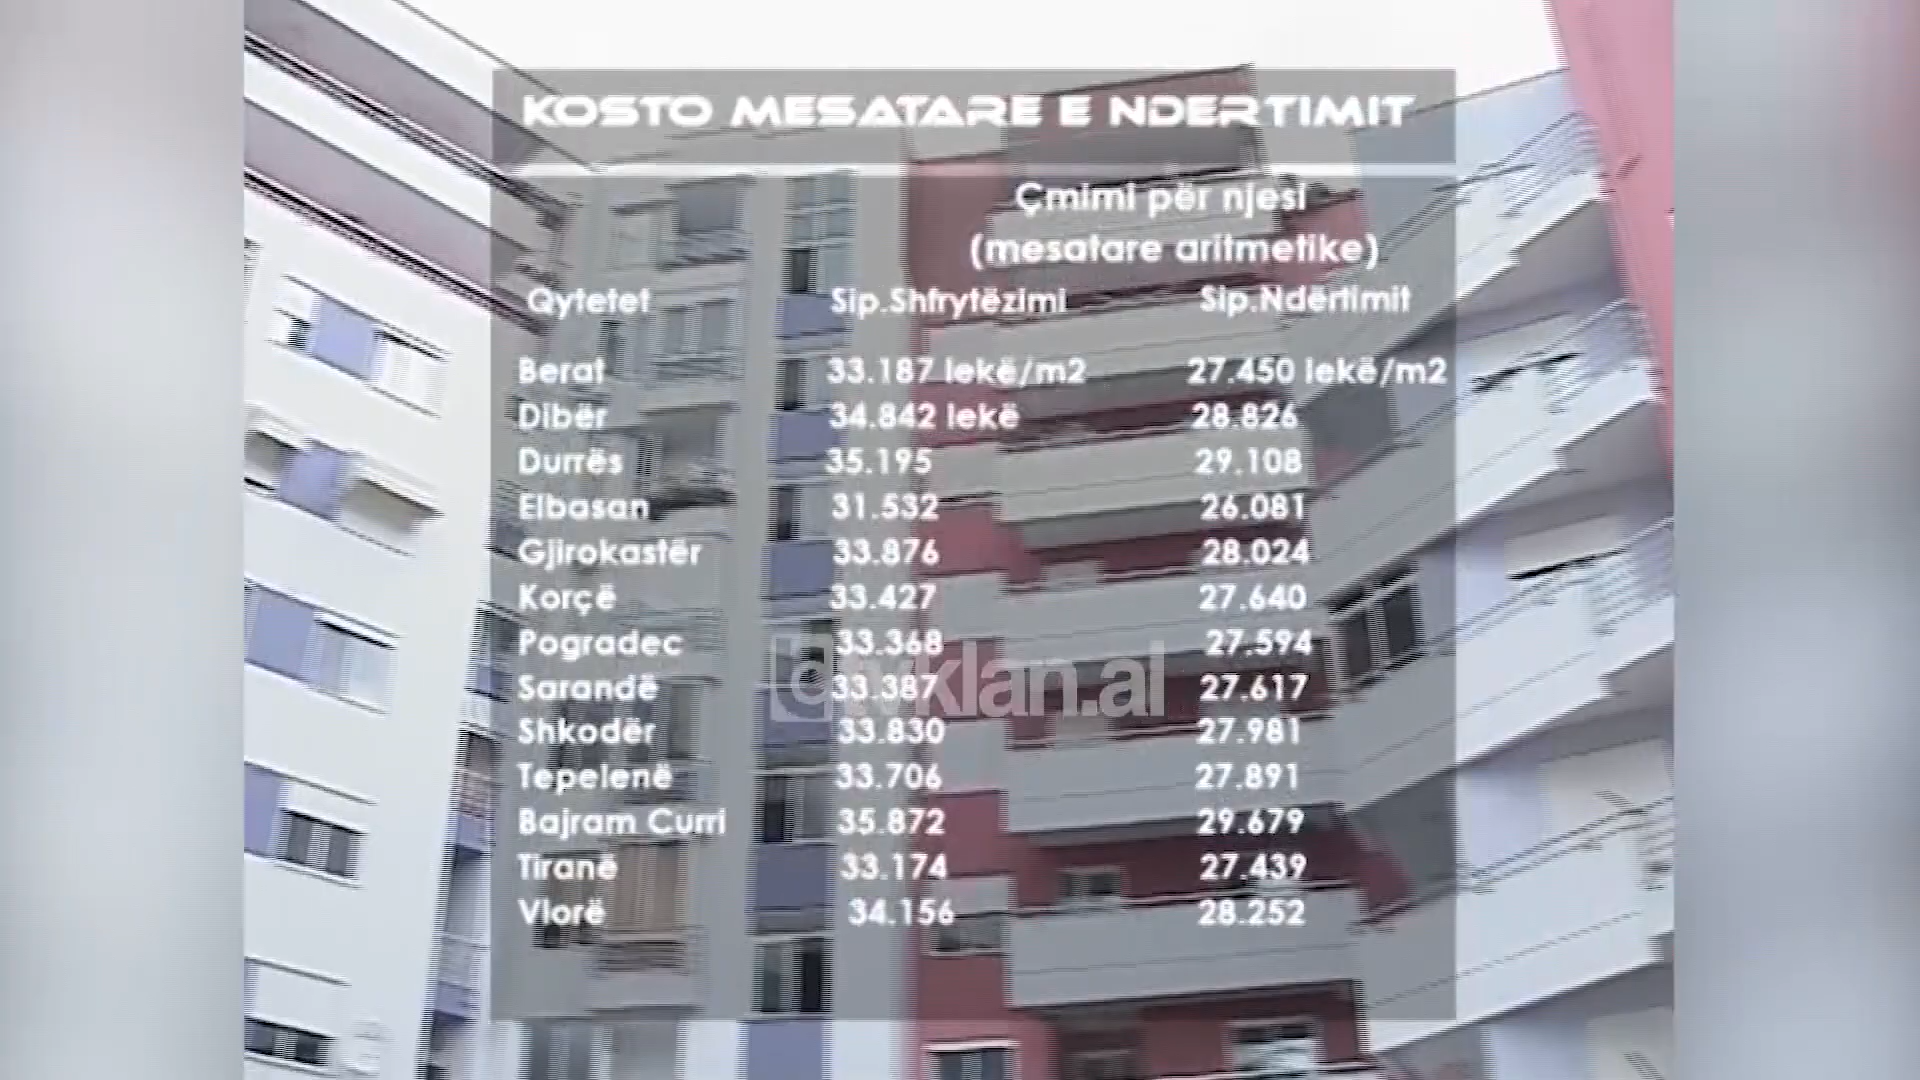 KOSTO MESATARE E NDERTIMIT
Çmimi për njesi
(mesatare aritmetike)
Qytetet Sip.Shfrytëzimi Sip.Ndërtimit
Berat 33.187 lekë/m2 27.450 lekë/m2
Dibër 34.842 lekë 28.826
Durrës 35.195 29.108
Elbasan 31.532 26.081
Gjirokastër 33.876 28.024
Korçë 33.427 27.640
Pogradec 33.368 27.594
Sarandë 33.387 27.617
tvklan.al
Shkodër 33.830 27.981
Tepelenë 33.706 27.891
Bajram Curri 35.872 29.679
Tiranë 33.174 27.439
Vlorë 34.156 28.252